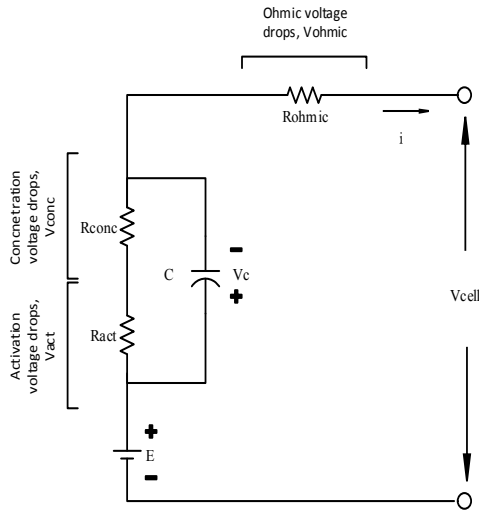 Ohmic voltage
drops, Vohmic
Rohmic
i
Concnetration
voltage drops,
Vconc
Rconc
C
Vc
Vcell
Activation
voltage drops,
Vact
Ract
E